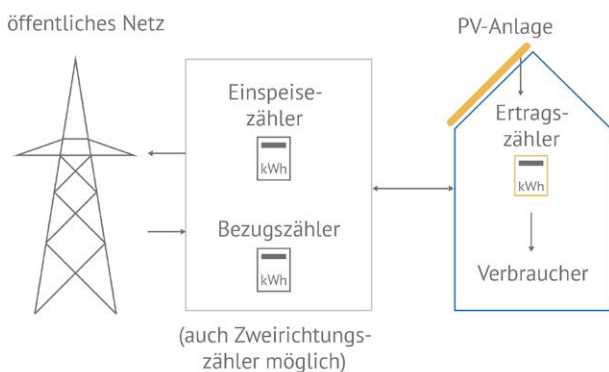 öffentliches Netz
Einspeise-
zähler
kWh
Bezugszähler
kWh
(auch Zweirichtungs-
zähler möglich)
PV-Anlage
Ertrags-
zähler
kWh
Verbraucher